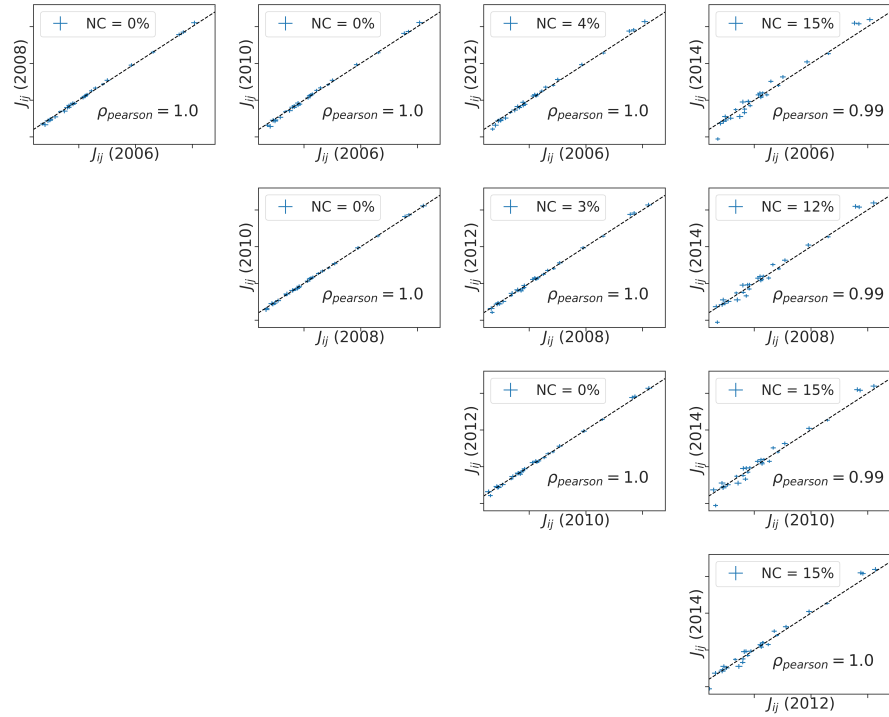 NC = 0%
J_ij (2008)
ρ_pearson = 1.0
J_ij (2006)
NC = 0%
J_ij (2010)
ρ_pearson = 1.0
J_ij (2006)
NC = 4%
J_ij (2012)
ρ_pearson = 1.0
J_ij (2006)
NC = 15%
J_ij (2014)
ρ_pearson = 0.99
J_ij (2006)
NC = 0%
J_ij (2010)
ρ_pearson = 1.0
J_ij (2008)
NC = 3%
J_ij (2012)
ρ_pearson = 1.0
J_ij (2008)
NC = 12%
J_ij (2014)
ρ_pearson = 0.99
J_ij (2008)
NC = 0%
J_ij (2012)
ρ_pearson = 1.0
J_ij (2010)
NC = 15%
J_ij (2014)
ρ_pearson = 0.99
J_ij (2010)
NC = 15%
J_ij (2014)
ρ_pearson = 1.0
J_ij (2012)